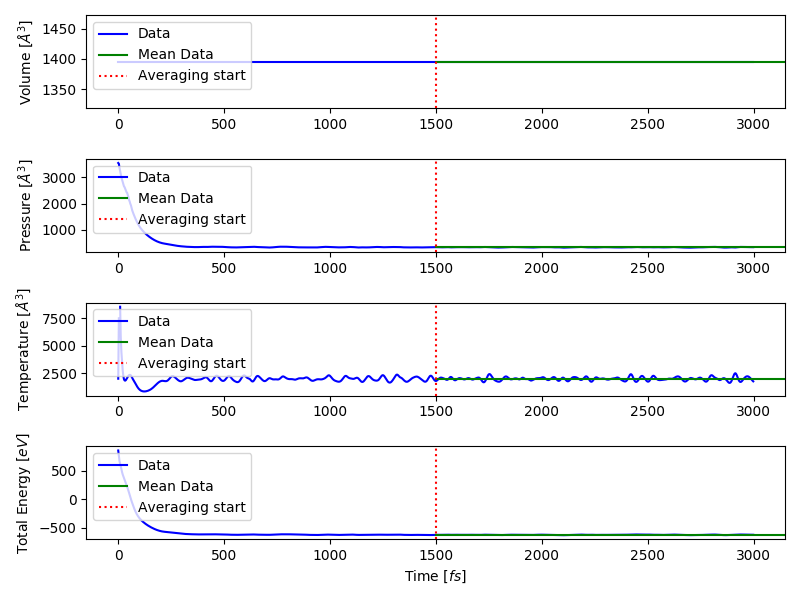 Volume [Å³]
1450
1400
1350
Data
Mean Data
Averaging start
0 500 1000 1500 2000 2500 3000
Pressure [Å³]
3000
2000
1000
Data
Mean Data
Averaging start
0 500 1000 1500 2000 2500 3000
Temperature [Å³]
7500
5000
2500
Data
Mean Data
Averaging start
0 500 1000 1500 2000 2500 3000
Total Energy [eV]
500
0
−500
Data
Mean Data
Averaging start
0 500 1000 1500 2000 2500 3000
Time [fs]